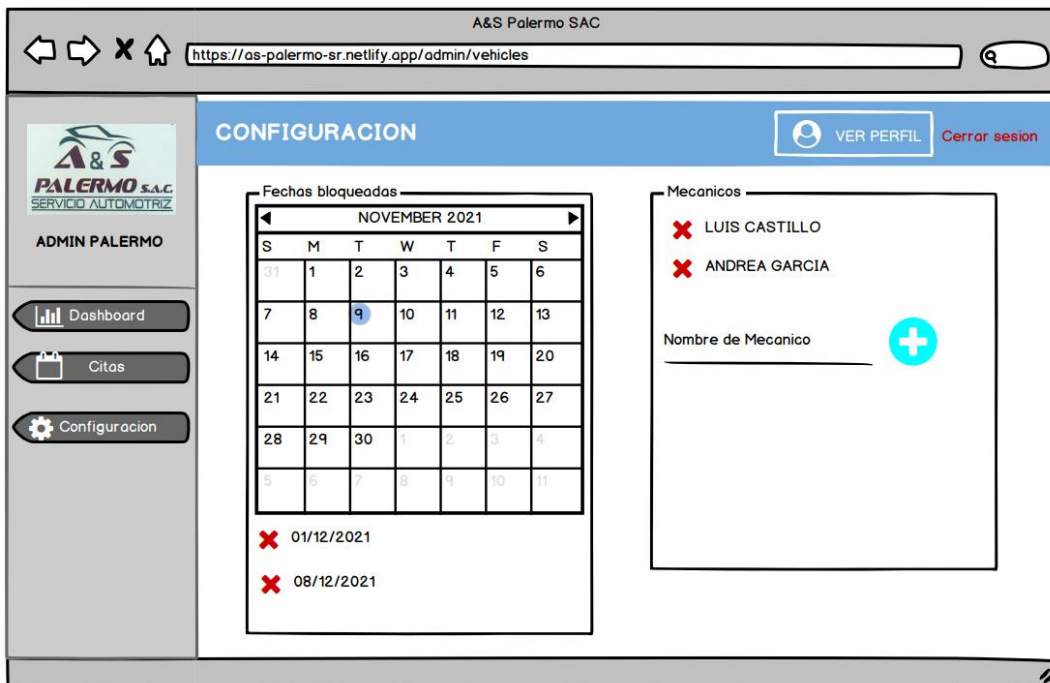 A&S Palermo SAC
https://as-palermo-sr.netlify.app/admin/vehicles
A & S
PALERMO S.A.C.
SERVICIO AUTOMOTRIZ
ADMIN PALERMO
Dashboard
Citas
Configuracion
CONFIGURACION
VER PERFIL
Cerrar sesion
Fechas bloqueadas
NOVEMBER 2021
S M T W T F S
31 1 2 3 4 5 6
7 8 9 10 11 12 13
14 15 16 17 18 19 20
21 22 23 24 25 26 27
28 29 30 1 2 3 4
5 6 7 8 9 10 11
01/12/2021
08/12/2021
Mecanicos
LUIS CASTILLO
ANDREA GARCIA
Nombre de Mecanico